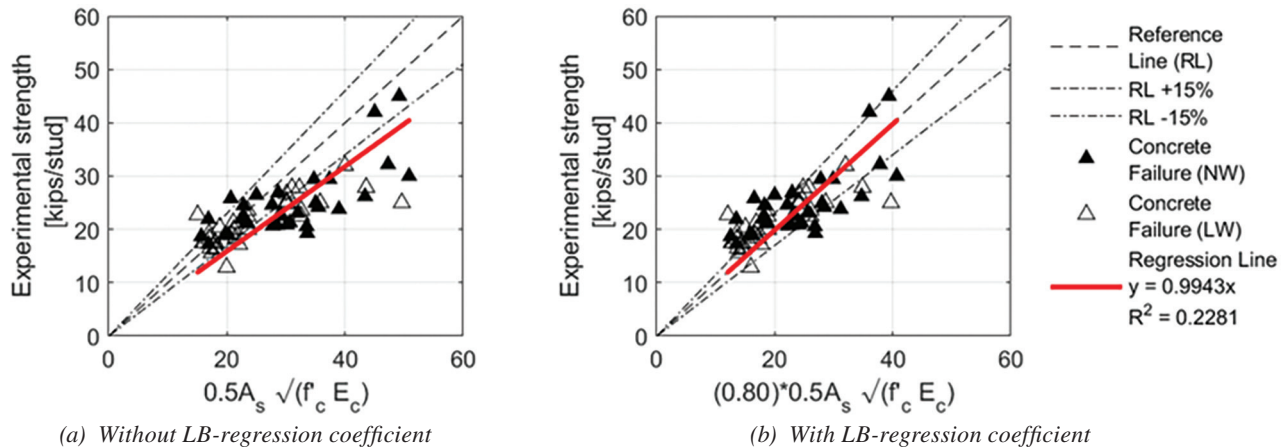 60
50
40
30
20
10
0
0
20
40
60
Experimental strength
[kips/stud]
0.5A_s √(f'_c E_c)
(a) Without LB-regression coefficient
60
50
40
30
20
10
0
0
20
40
60
Experimental strength
[kips/stud]
(0.80)*0.5A_s √(f'_c E_c)
(b) With LB-regression coefficient
Reference
Line (RL)
RL +15%
RL -15%
Concrete
Failure (NW)
Concrete
Failure (LW)
Regression Line
y = 0.9943x
R² = 0.2281